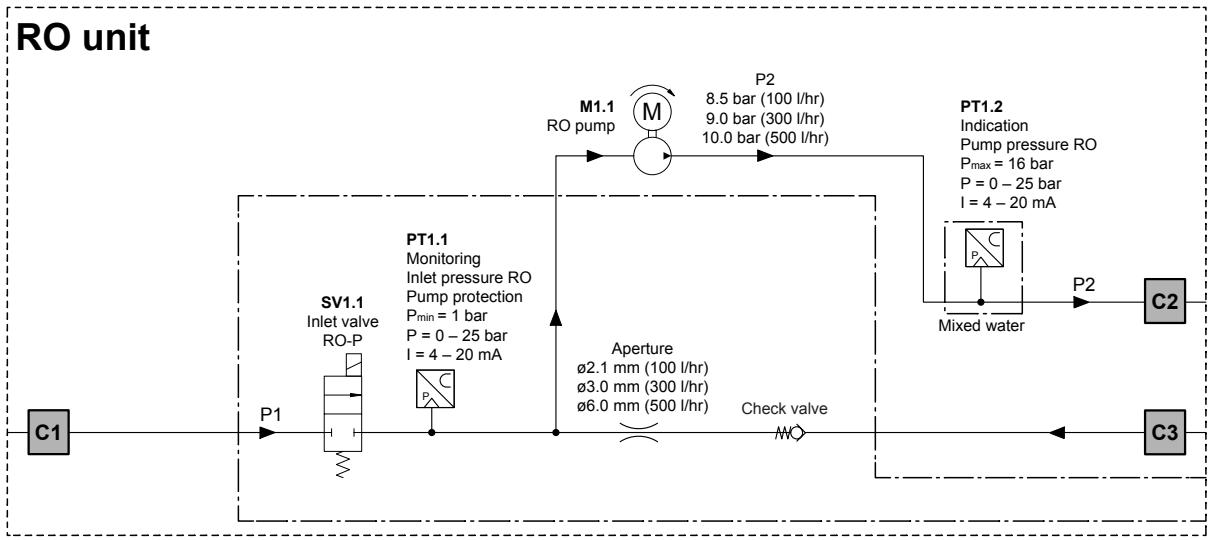 RO unit
M1.1
RO pump
M
P2
8.5 bar (100 l/hr)
9.0 bar (300 l/hr)
10.0 bar (500 l/hr)
PT1.2
Indication
Pump pressure RO
Pmax = 16 bar
P = 0 – 25 bar
I = 4 – 20 mA
P
P2
C2
Mixed water
PT1.1
Monitoring
Inlet pressure RO
Pump protection
Pmin = 1 bar
P = 0 – 25 bar
I = 4 – 20 mA
P
SV1.1
Inlet valve
RO-P
Aperture
ø2.1 mm (100 l/hr)
ø3.0 mm (300 l/hr)
ø6.0 mm (500 l/hr)
Check valve
C1
P1
C3